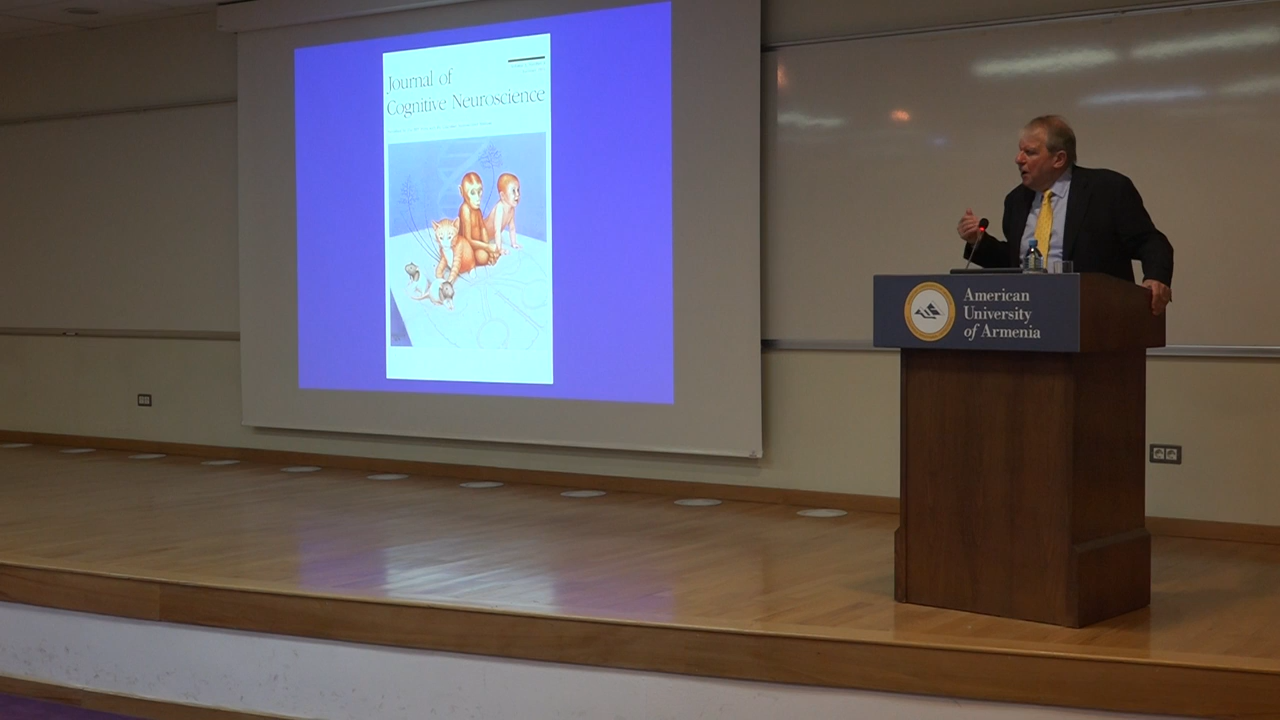 Journal of
Cognitive Neuroscience
American
University
of Armenia